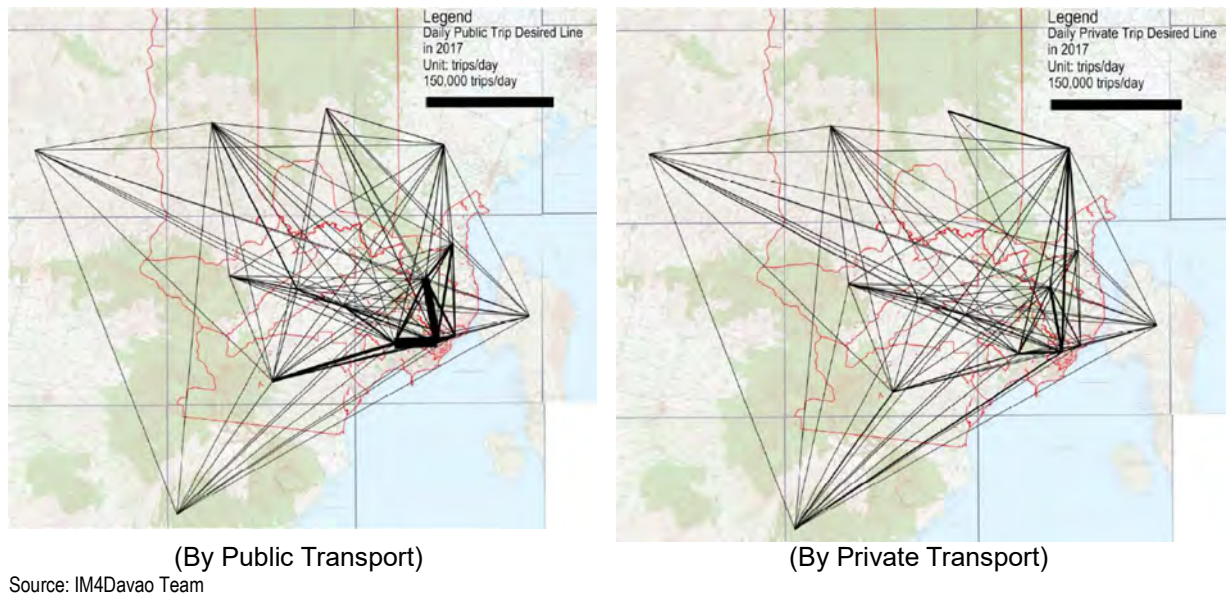 Legend
Daily Public Trip Desired Line
in 2017
Unit: trips/day
150,000 trips/day
Legend
Daily Private Trip Desired Line
in 2017
Unit: trips/day
150,000 trips/day
(By Public Transport)
(By Private Transport)
Source: IM4Davao Team